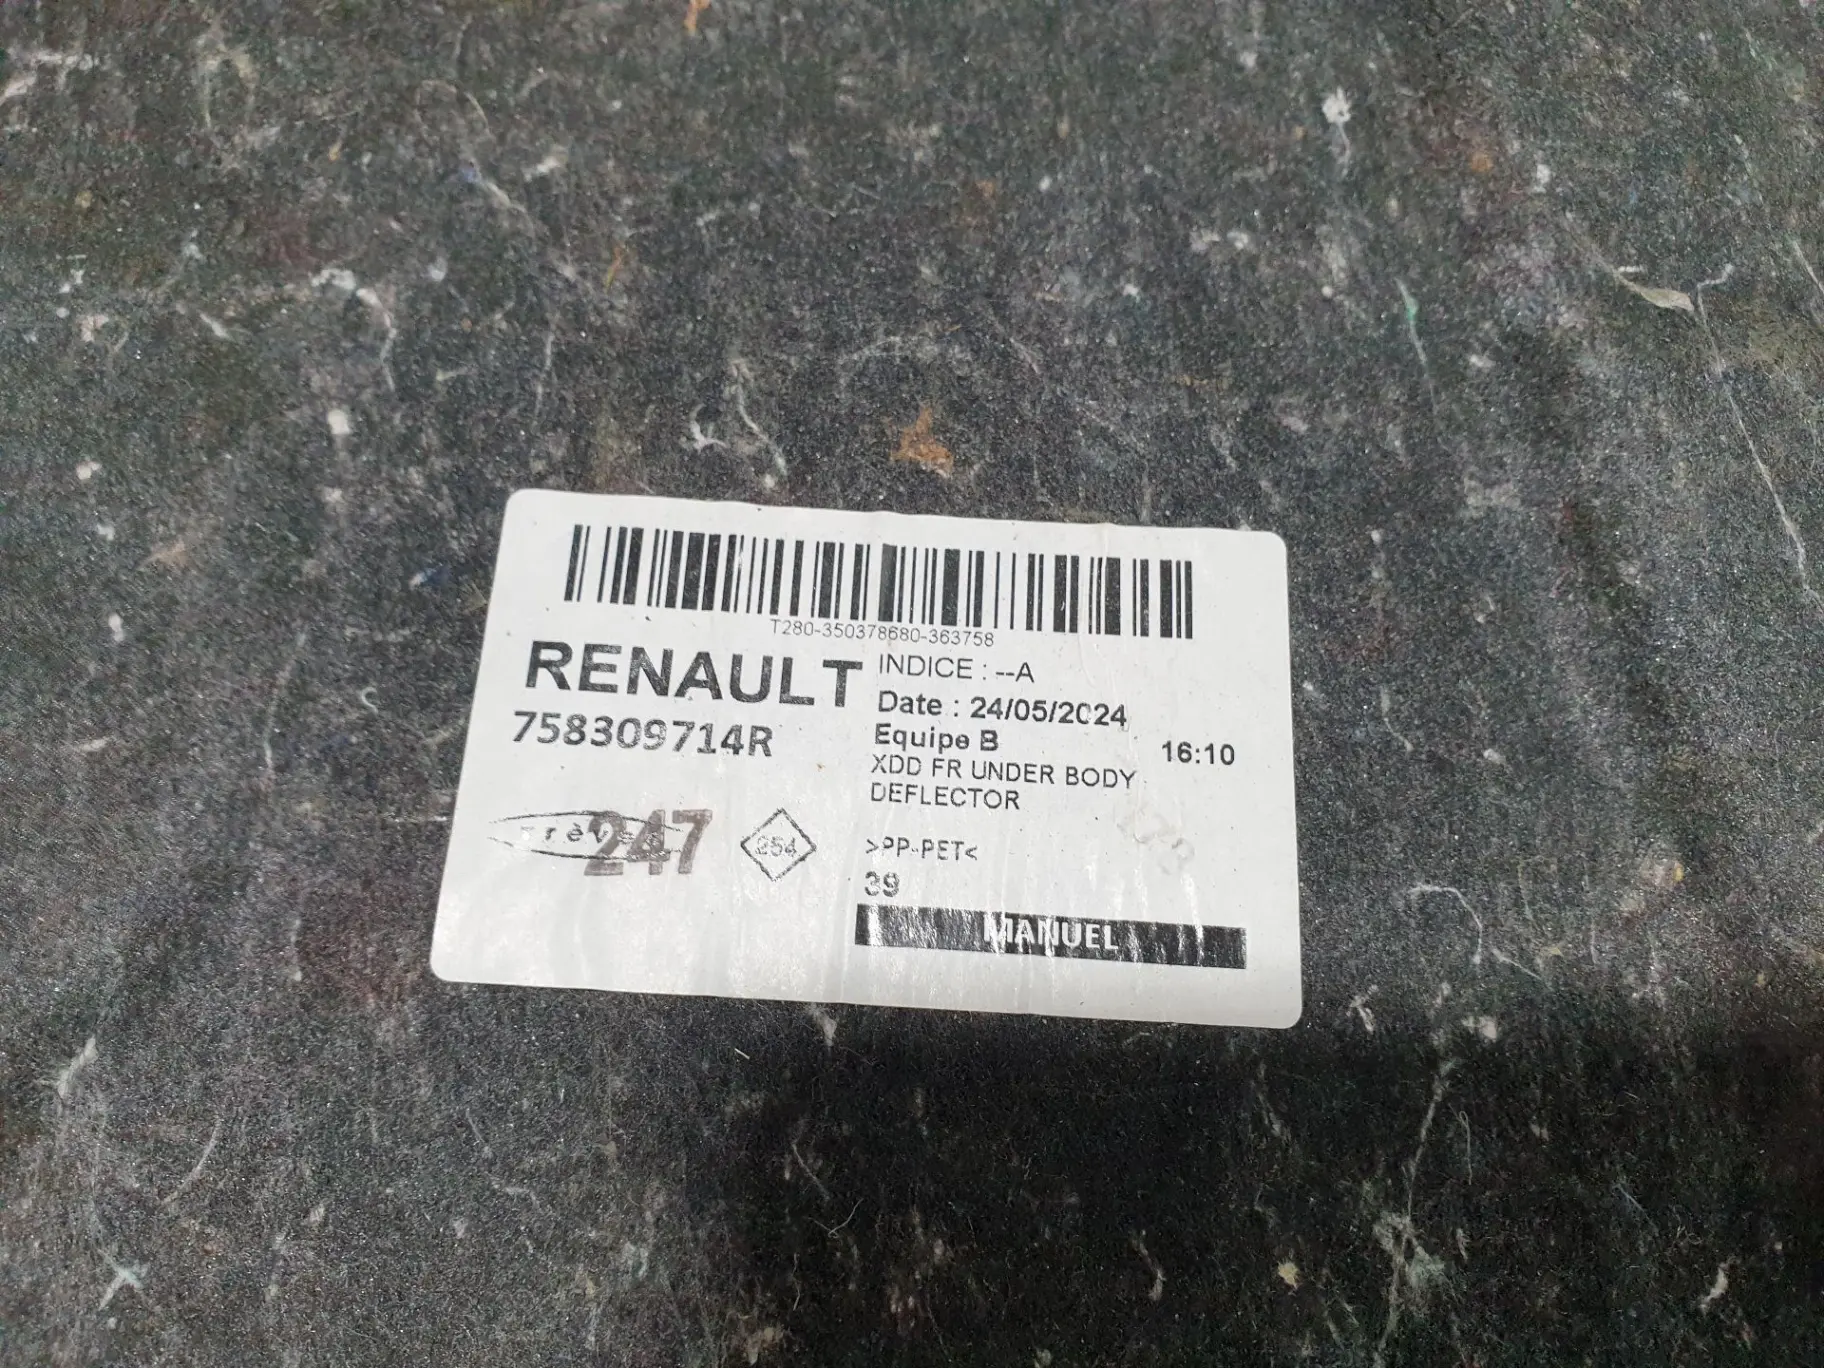 T280-350378680-363758
RENAULT
758309714R
INDICE : --A
Date : 24/05/2024
Equipe B 16:10
XDD FR UNDER BODY
DEFLECTOR
247
254
>PP-PET<
39
MANUEL